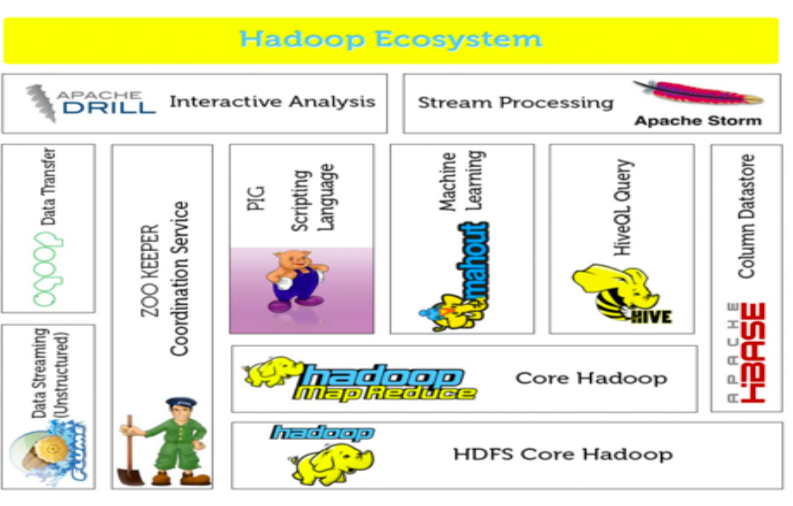 Hadoop Ecosystem
APACHE
DRILL
Interactive Analysis
Stream Processing
Apache Storm
sqoop
Data Transfer
ZOO KEEPER
Coordination Service
PIG
Scripting
Language
Machine
Learning
mahout
HiveQL Query
HIVE
Column Datastore
APACHE
HBASE
Data Streaming
(Unstructured)
FLUME
hadoop
Map Reduce
Core Hadoop
hadoop
HDFS Core Hadoop